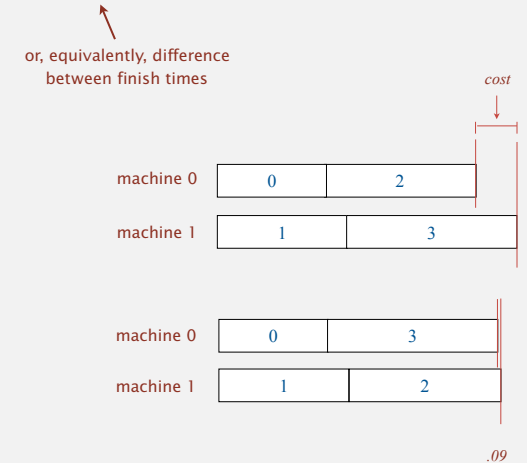 or, equivalently, difference
between finish times
cost
machine 0 0 2
machine 1 1 3
machine 0 0 3
machine 1 1 2
.09